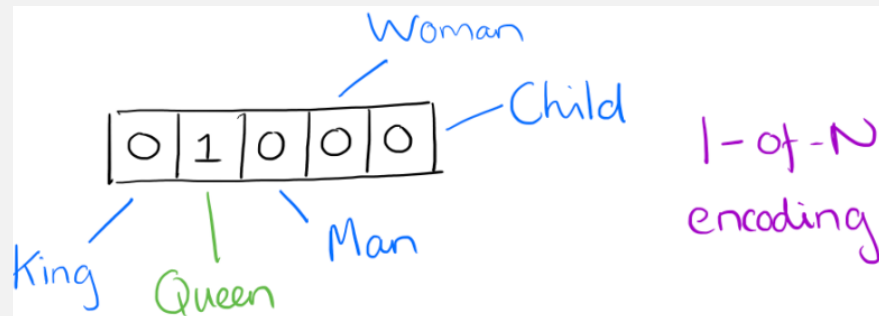 Woman
Child
0 1 0 0 0
1-of-N
encoding
King
Queen
Man